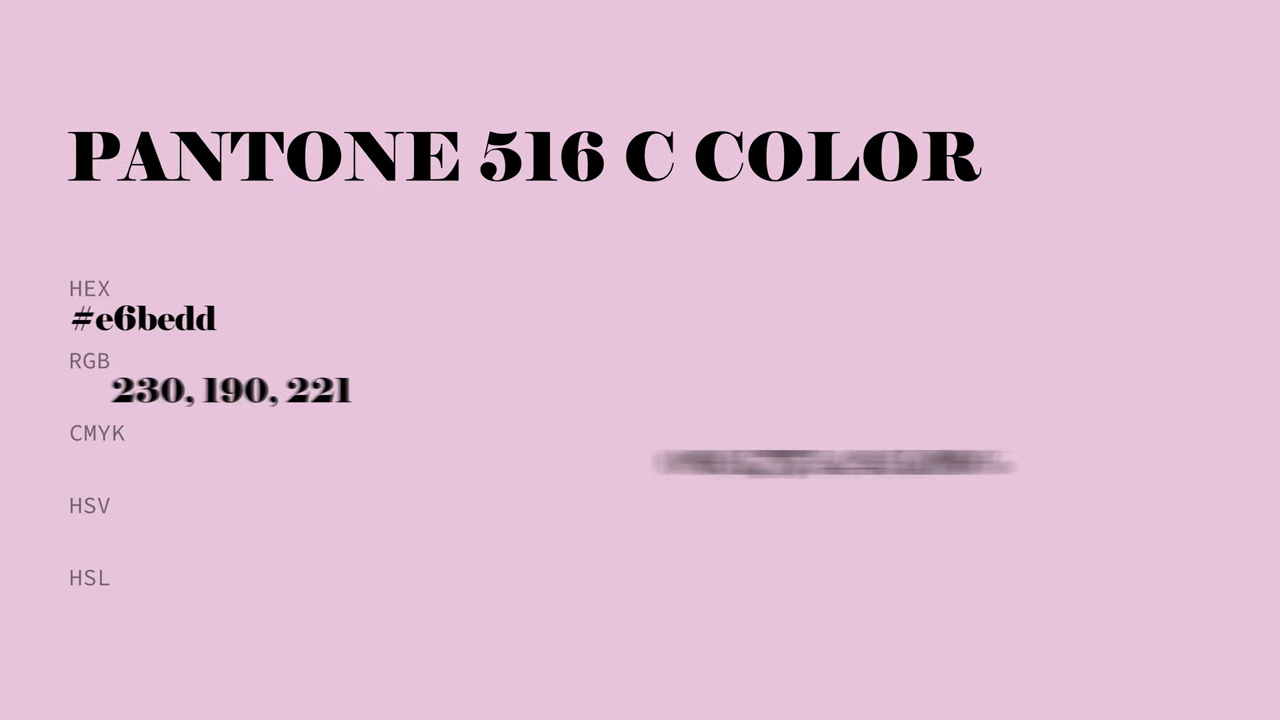 PANTONE 516 C COLOR
HEX
#e6bedd
RGB
230, 190, 221
CMYK
HSV
HSL